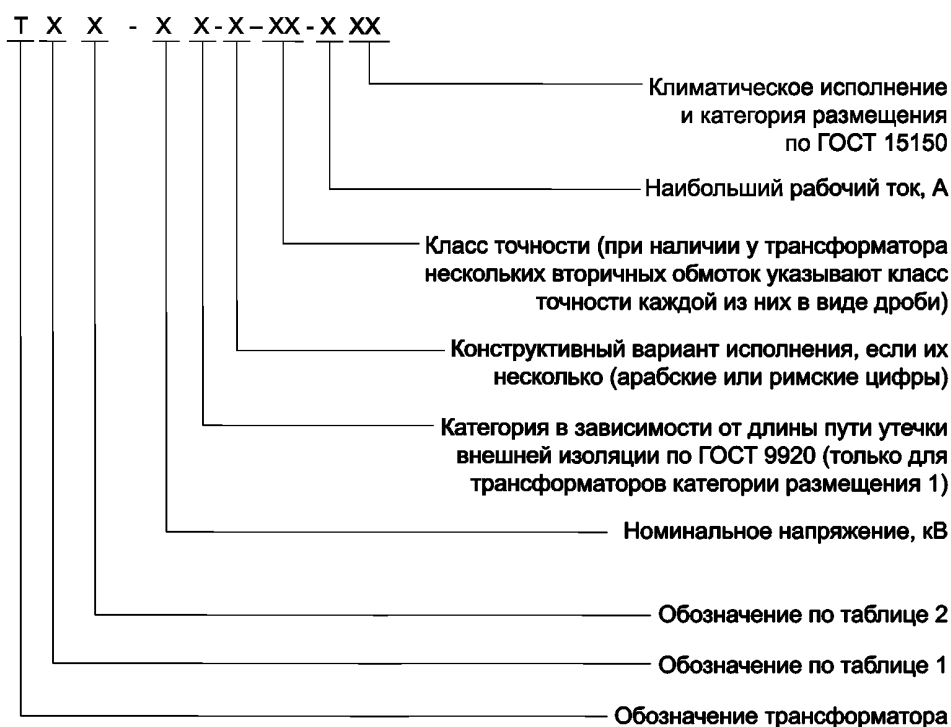 Т Х Х - Х Х - Х – ХХ - Х ХХ
Климатическое исполнение
и категория размещения
по ГОСТ 15150
Наибольший рабочий ток, А
Класс точности (при наличии у трансформатора
нескольких вторичных обмоток указывают класс
точности каждой из них в виде дроби)
Конструктивный вариант исполнения, если их
несколько (арабские или римские цифры)
Категория в зависимости от длины пути утечки
внешней изоляции по ГОСТ 9920 (только для
трансформаторов категории размещения 1)
Номинальное напряжение, кВ
Обозначение по таблице 2
Обозначение по таблице 1
Обозначение трансформатора